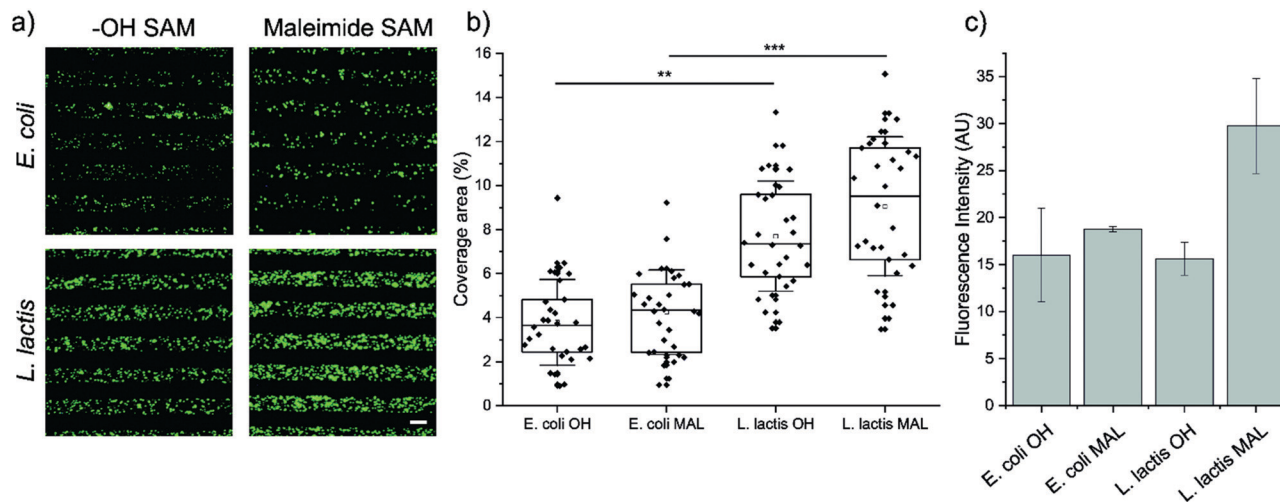 a)
-OH SAM
Maleimide SAM
E. coli
L. lactis
b)
Coverage area (%)
16
14
12
10
8
6
4
2
0
**
***
E. coli OH
E. coli MAL
L. lactis OH
L. lactis MAL
c)
Fluorescence Intensity (AU)
35
30
25
20
15
10
5
0
E. coli OH
E. coli MAL
L. lactis OH
L. lactis MAL